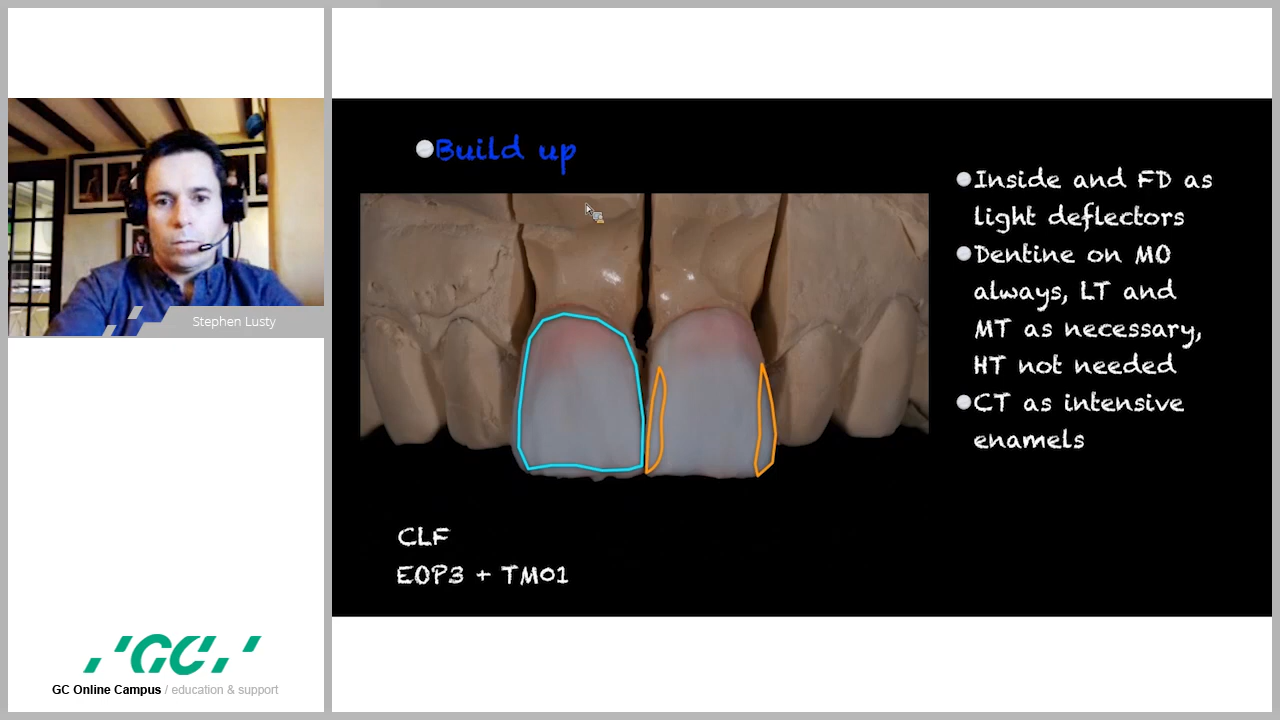 Build up
Inside and FD as
light deflectors
Dentine on MO
always, LT and
MT as necessary,
HT not needed
CT as intensive
enamels
CLF
EOP3 + TM01
Stephen Lusty
GC
GC Online Campus / education & support